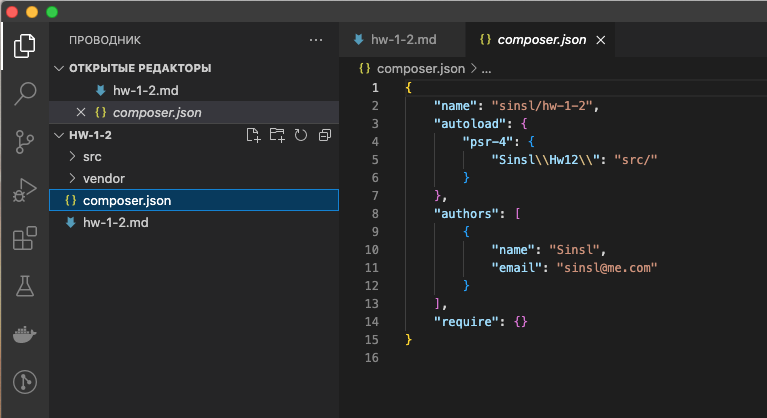 ПРОВОДНИК
ОТКРЫТЫЕ РЕДАКТОРЫ
hw-1-2.md
{} composer.json
HW-1-2
src
vendor
{} composer.json
hw-1-2.md
hw-1-2.md
{} composer.json
{} composer.json > ...
1 {
2 "name": "sinsl/hw-1-2",
3 "autoload": {
4 "psr-4": {
5 "Sinsl\\Hw12\\": "src/"
6 }
7 },
8 "authors": [
9 {
10 "name": "Sinsl",
11 "email": "sinsl@me.com"
12 }
13 ],
14 "require": {}
15 }
16